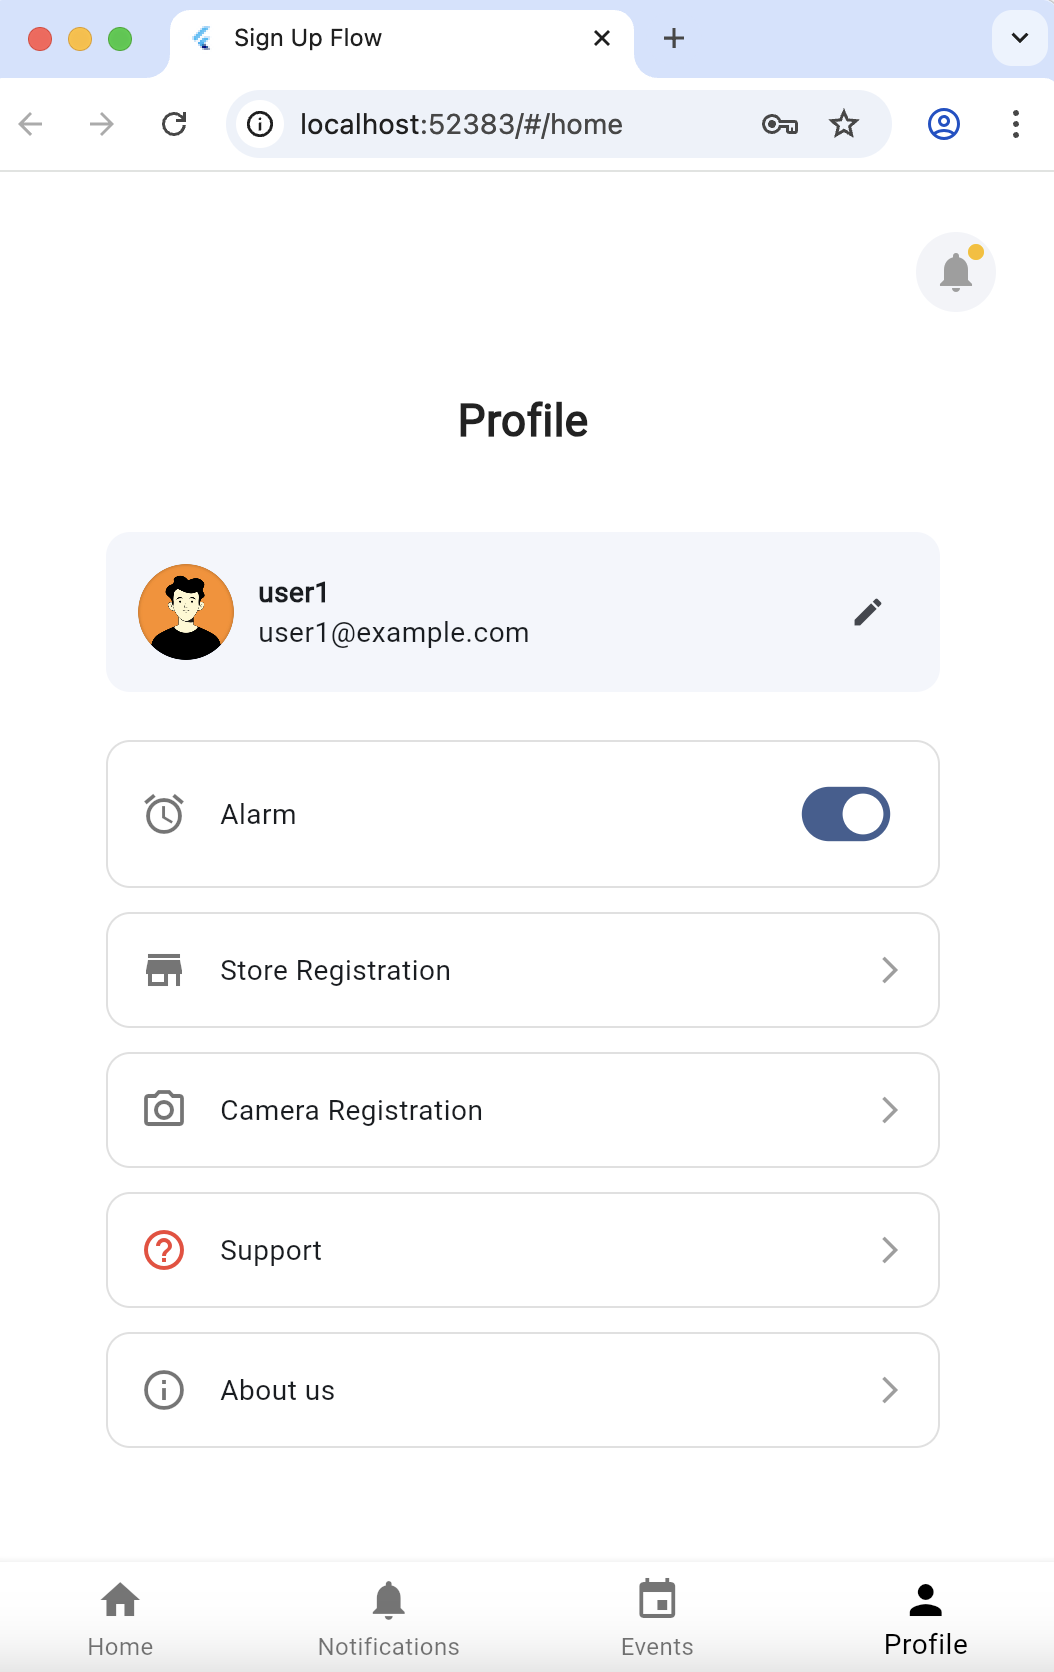 Sign Up Flow
localhost:52383/#/home
Profile
user1
user1@example.com
Alarm
Store Registration
Camera Registration
Support
About us
Home
Notifications
Events
Profile